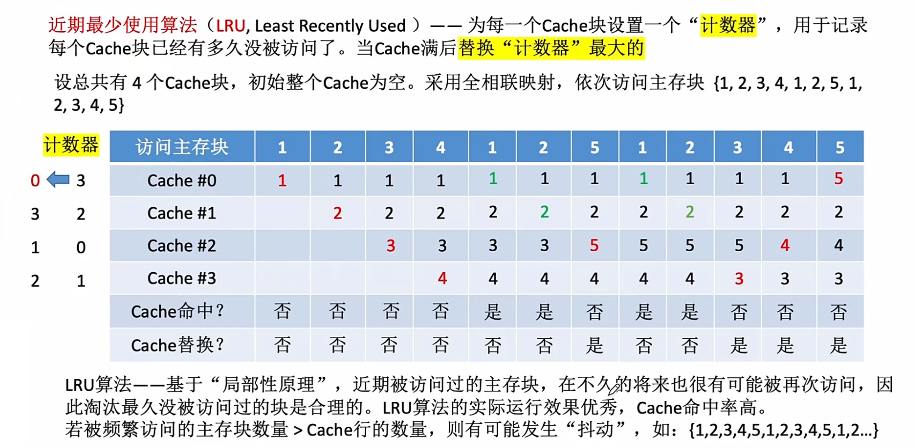 近期最少使用算法（LRU, Least Recently Used ）—— 为每一个Cache块设置一个“计数器”，用于记录
每个Cache块已经有多久没被访问了。当Cache满后替换“计数器”最大的
设总共有 4 个Cache块，初始整个Cache为空。采用全相联映射，依次访问主存块 {1, 2, 3, 4, 1, 2, 5, 1,
2, 3, 4, 5}
计数器 访问主存块 1 2 3 4 1 2 5 1 2 3 4 5
0 3 Cache #0 1 1 1 1 1 1 1 1 1 1 1 5
3 2 Cache #1 2 2 2 2 2 2 2 2 2 2 2
1 0 Cache #2 3 3 3 3 5 5 5 5 4 4
2 1 Cache #3 4 4 4 4 4 4 3 3 3
Cache命中？ 否 否 否 否 是 是 否 是 是 否 否 否
Cache替换？ 否 否 否 否 否 否 是 否 否 是 是 是
LRU算法——基于“局部性原理”，近期被访问过的主存块，在不久的将来也很有可能被再次访问，因
此淘汰最久没被访问过的块是合理的。LRU算法的实际运行效果优秀，Cache命中率高。
若被频繁访问的主存块数量 > Cache行的数量，则有可能发生“抖动”，如：{1,2,3,4,5,1,2,3,4,5,1,2...}